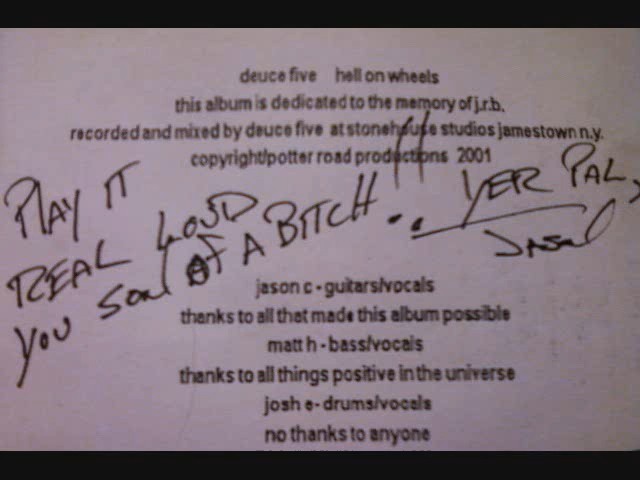 deuce five hell on wheels
this album is dedicated to the memory of j.r.b.
recorded and mixed by deuce five at stonehouse studios jamestown n.y.
copyright/potter road productions 2001
PLAY IT
REAL LOUD
YOU SON OF A BITCH!!
YER PAL,
Jason
jason c - guitars/vocals
thanks to all that made this album possible
matt h - bass/vocals
thanks to all things positive in the universe
josh e - drums/vocals
no thanks to anyone